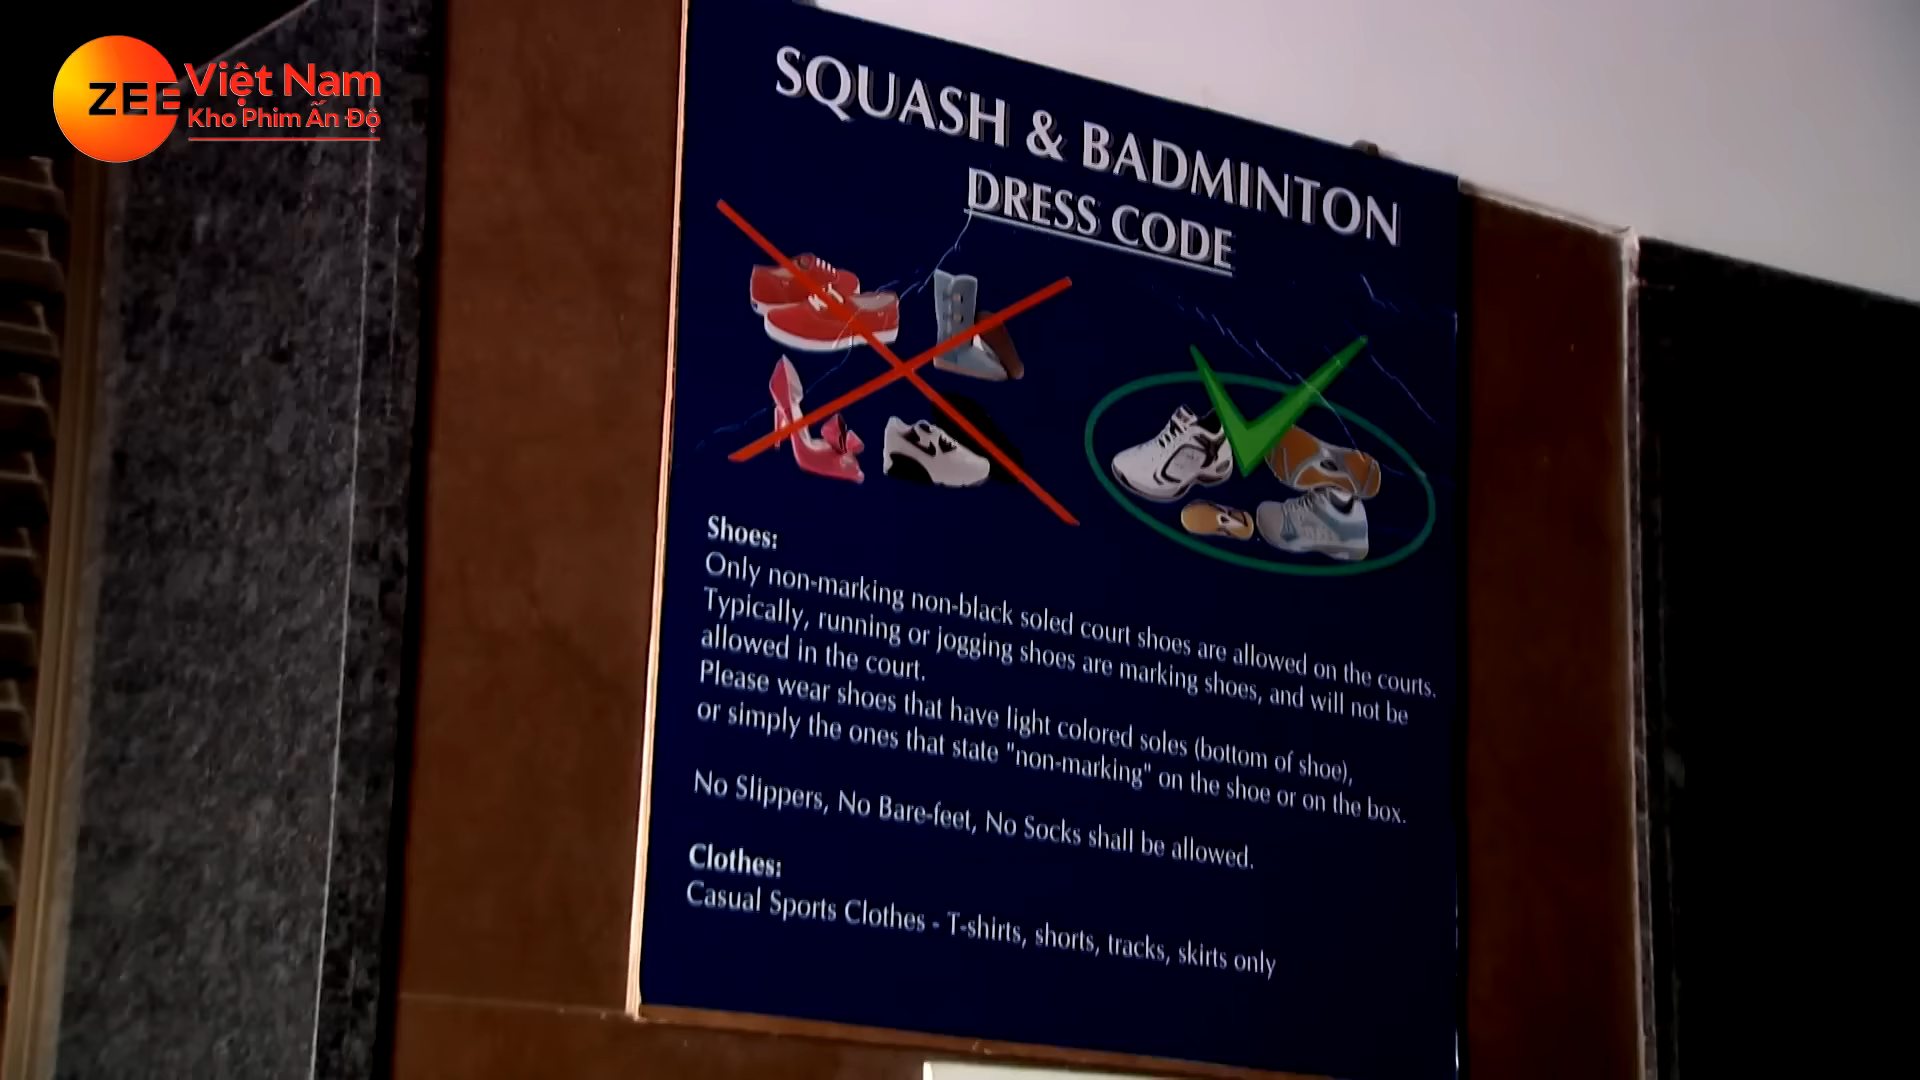 ZEE Việt Nam
Kho Phim Ấn Độ
SQUASH & BADMINTON
DRESS CODE
Shoes:
Only non-marking non-black soled court shoes are allowed on the courts.
Typically, running or jogging shoes are marking shoes, and will not be
allowed in the court.
Please wear shoes that have light colored soles (bottom of shoe),
or simply the ones that state "non-marking" on the shoe or on the box.
No Slippers, No Bare-feet, No Socks shall be allowed.
Clothes:
Casual Sports Clothes - T-shirts, shorts, tracks, skirts only